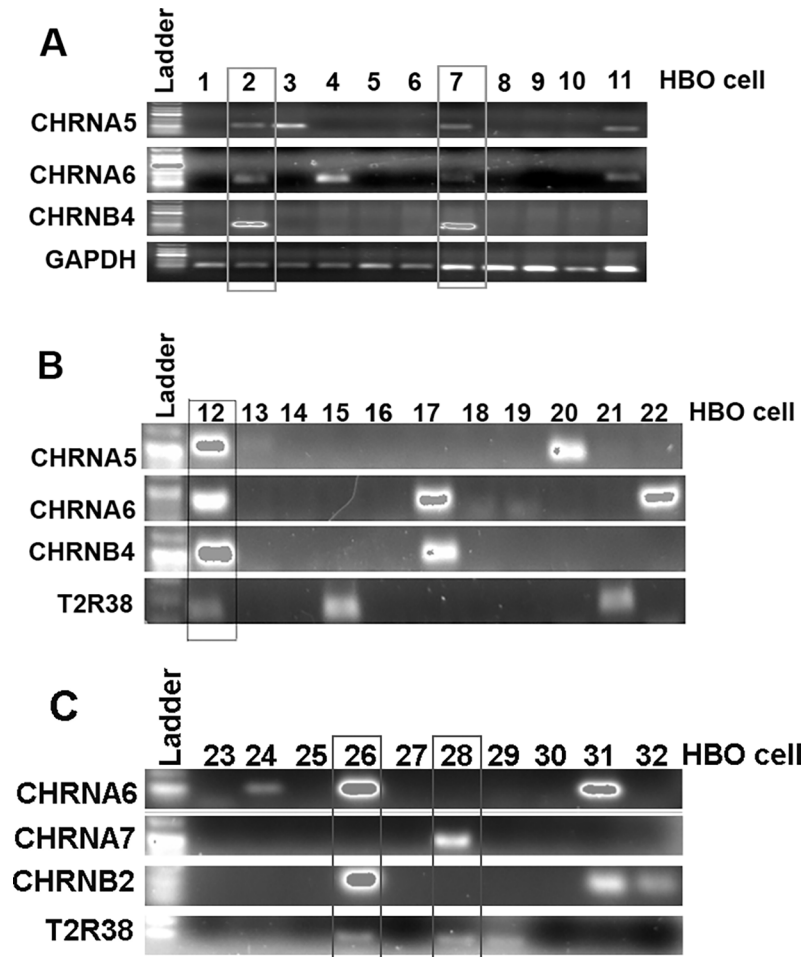 A
Ladder
1 2 3 4 5 6 7 8 9 10 11 HBO cell
CHRNA5
CHRNA6
CHRNB4
GAPDH
B
Ladder
12 13 14 15 16 17 18 19 20 21 22 HBO cell
CHRNA5
CHRNA6
CHRNB4
T2R38
C
Ladder
23 24 25 26 27 28 29 30 31 32 HBO cell
CHRNA6
CHRNA7
CHRNB2
T2R38